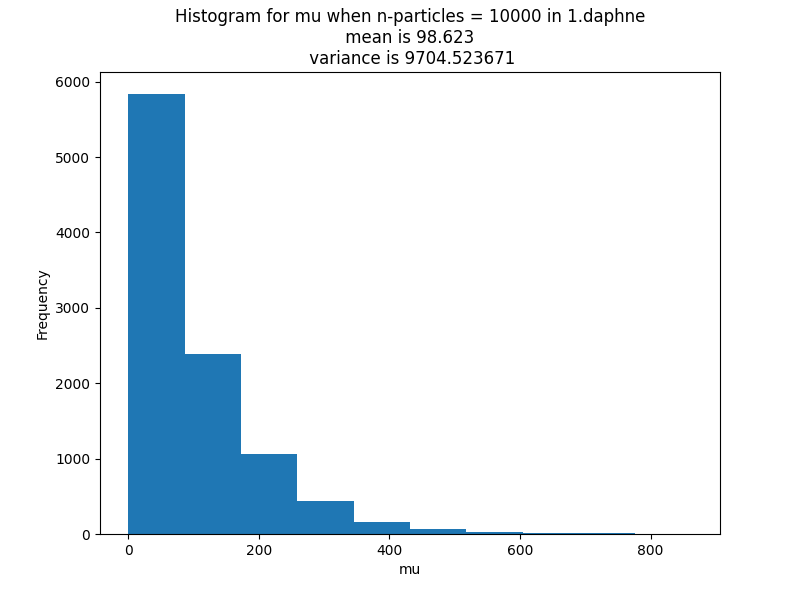 Histogram for mu when n-particles = 10000 in 1.daphne
mean is 98.623
variance is 9704.523671
6000
5000
4000
3000
2000
1000
0
Frequency
0 200 400 600 800
mu